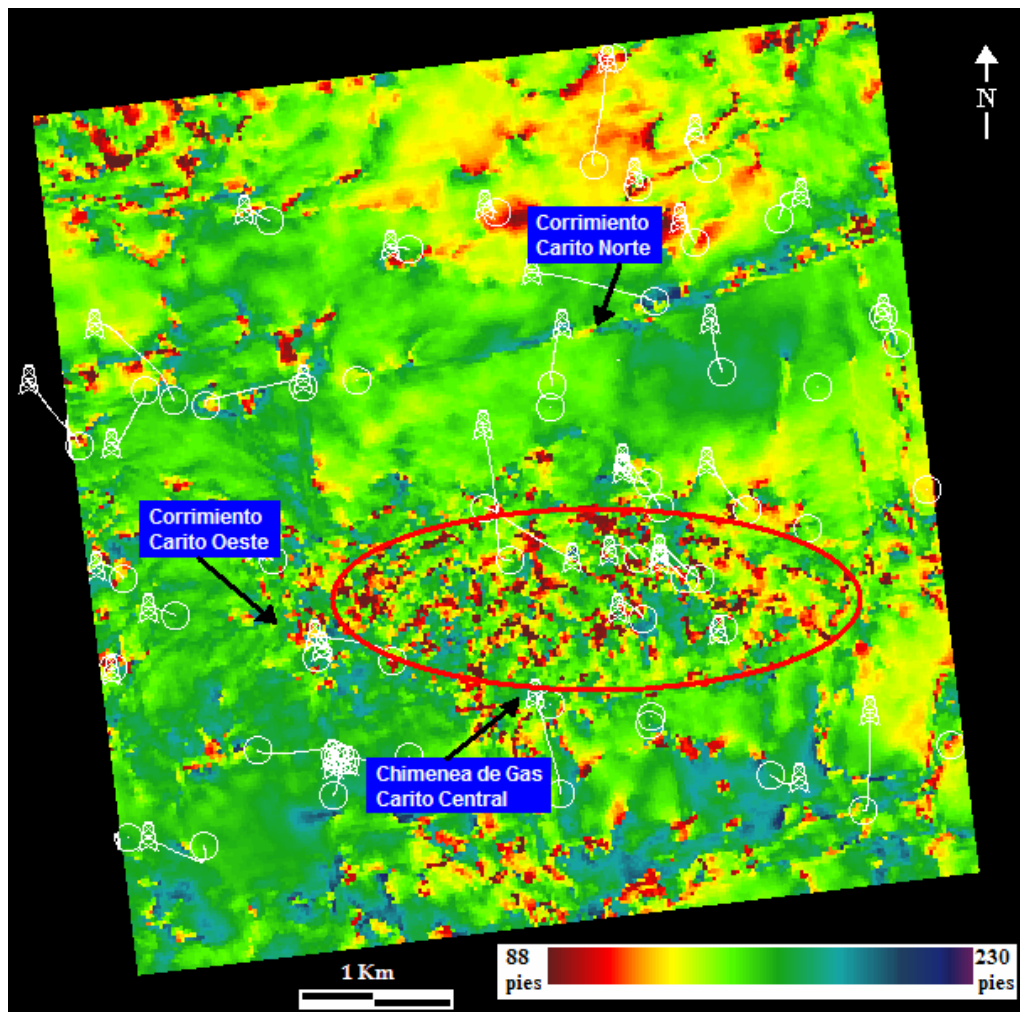 N
Corrimiento
Carito Norte
Corrimiento
Carito Oeste
Chimenea de Gas
Carito Central
1 Km
88
pies
230
pies